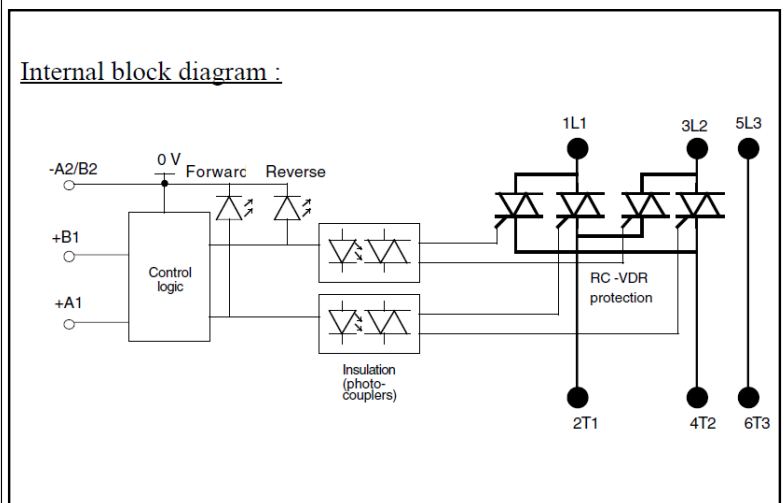 Internal block diagram :
1L1
3L2
5L3
-A2/B2
0 V
Forward
Reverse
+B1
Control
logic
+A1
RC -VDR
protection
Insulation
(photo-
couplers)
2T1
4T2
6T3